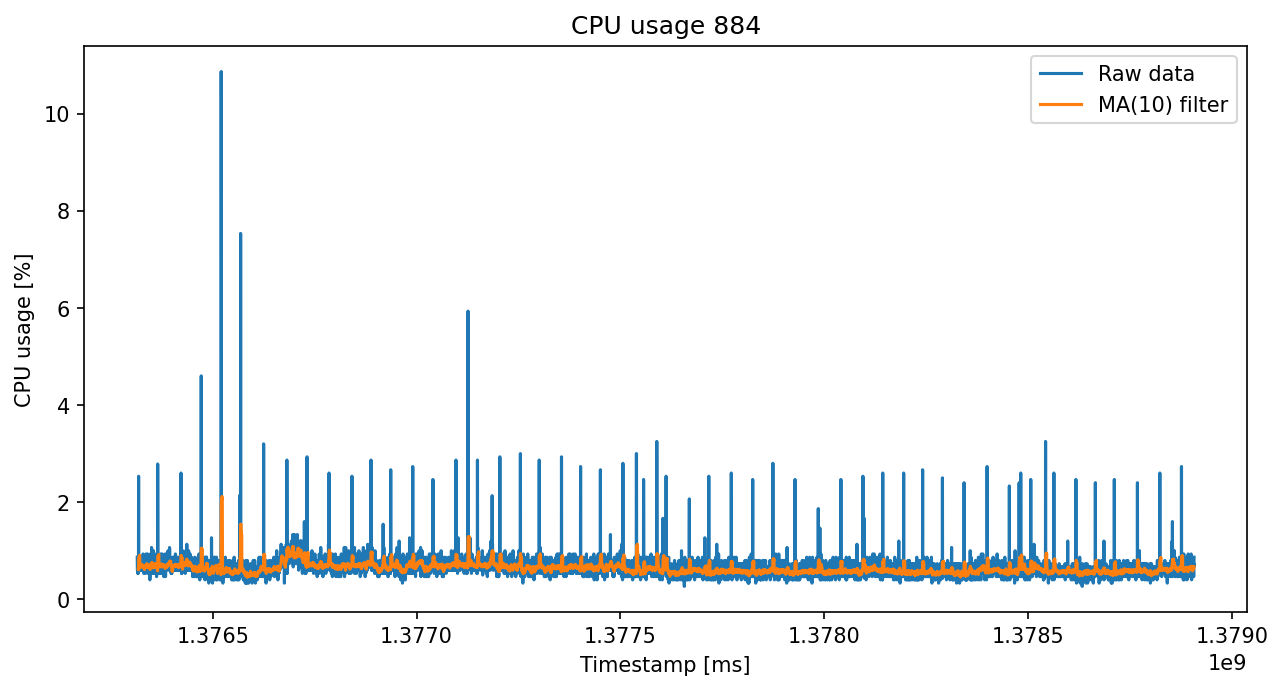 CPU usage 884
Raw data
MA(10) filter
CPU usage [%]
10
8
6
4
2
0
1.3765
1.3770
1.3775
1.3780
1.3785
1.3790
1e9
Timestamp [ms]